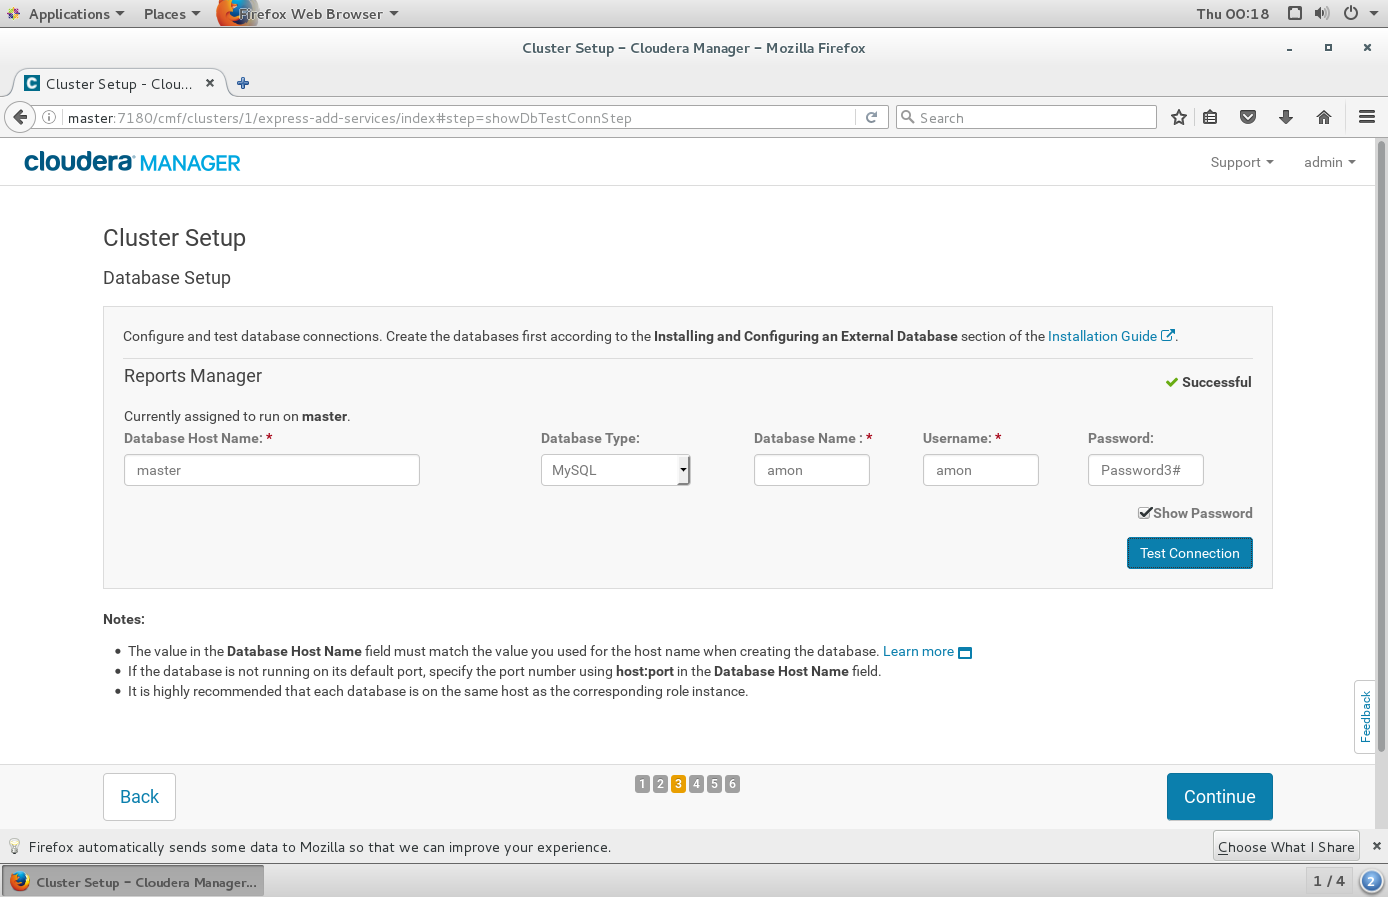 Applications Places Firefox Web Browser Thu 00:18
Cluster Setup – Cloudera Manager – Mozilla Firefox
Cluster Setup - Clou...
master:7180/cmf/clusters/1/express-add-services/index#step=showDbTestConnStep Search
cloudera MANAGER Support admin
Cluster Setup
Database Setup
Configure and test database connections. Create the databases first according to the Installing and Configuring an External Database section of the Installation Guide.
Reports Manager
Successful
Currently assigned to run on master.
Database Host Name: * Database Type: Database Name : * Username: * Password:
master MySQL amon amon Password3#
Show Password
Test Connection
Notes:
• The value in the Database Host Name field must match the value you used for the host name when creating the database. Learn more
• If the database is not running on its default port, specify the port number using host:port in the Database Host Name field.
• It is highly recommended that each database is on the same host as the corresponding role instance.
Feedback
Back 1 2 3 4 5 6 Continue
Firefox automatically sends some data to Mozilla so that we can improve your experience. Choose What I Share
Cluster Setup – Cloudera Manager... 1 / 4 2